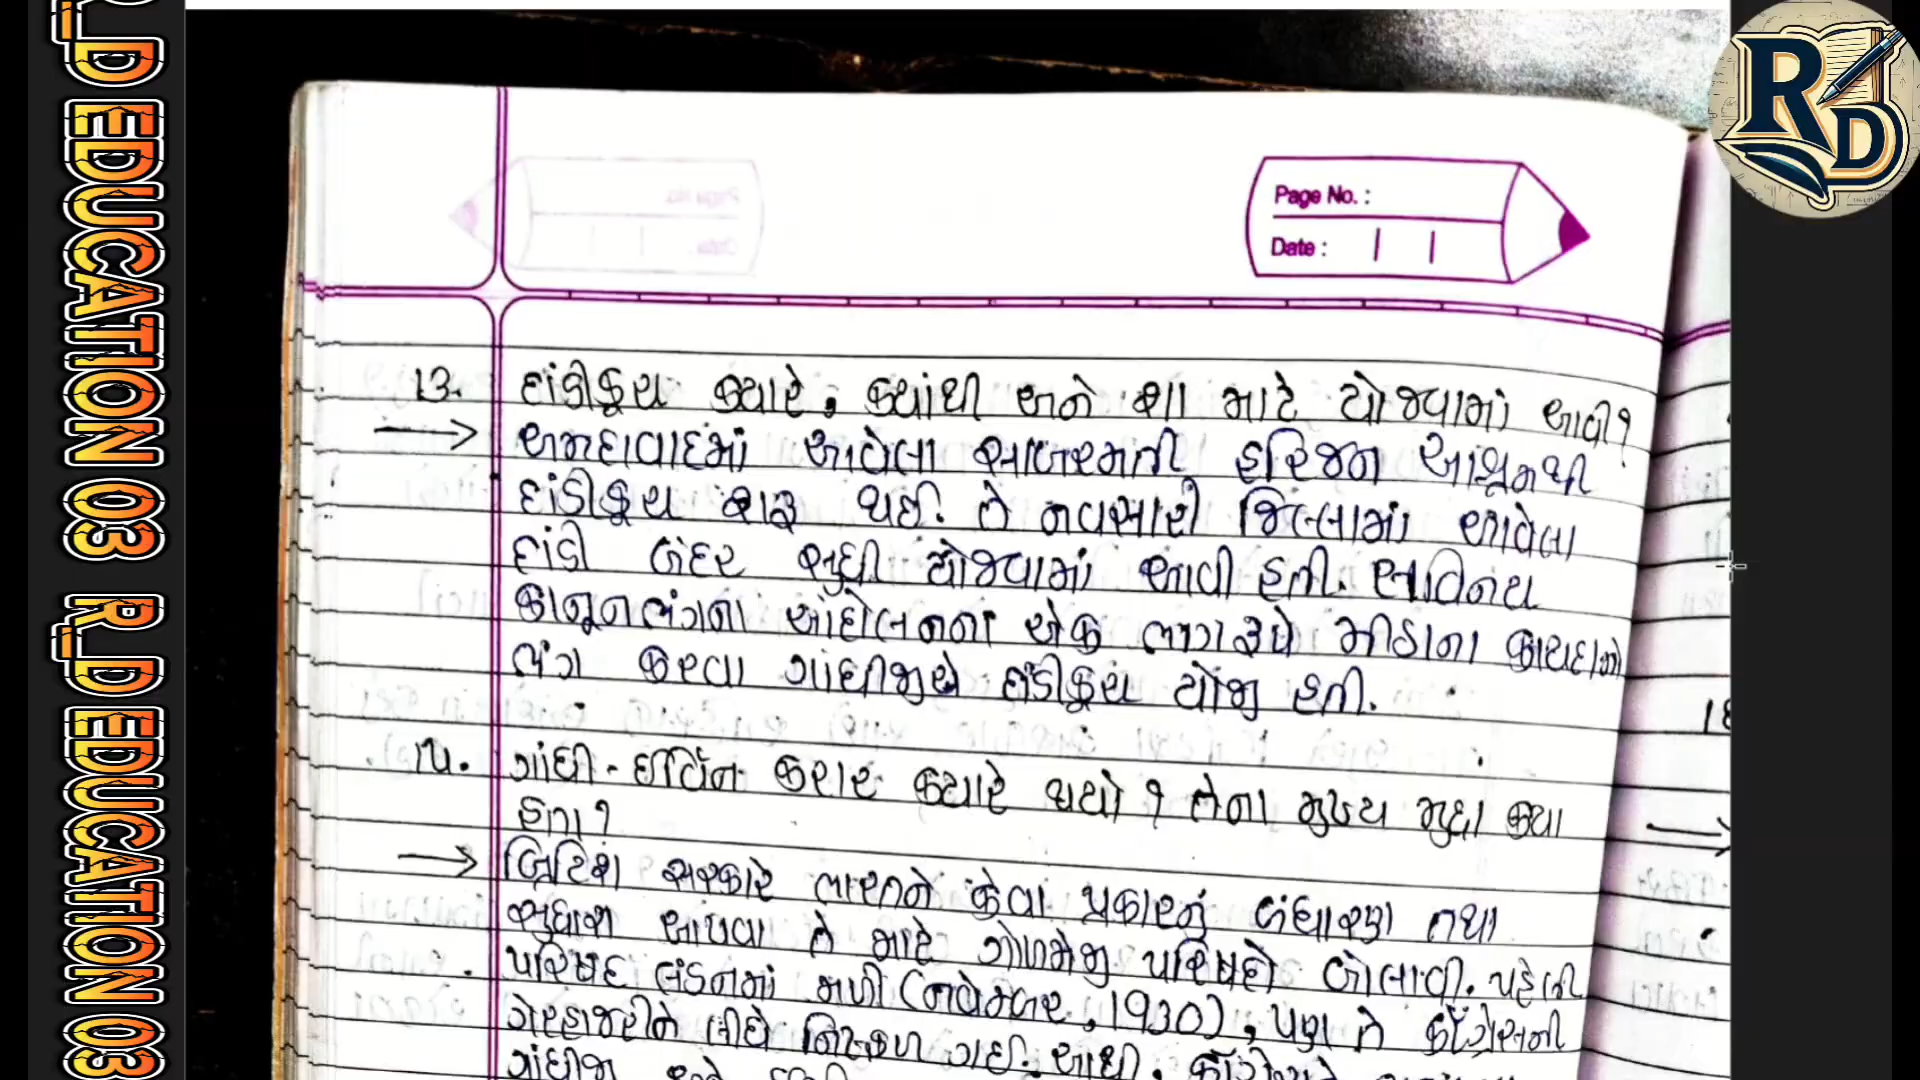 R_D EDUCATION 03 R_D EDUCATION 03
RD
Page No. :
Date :
13. દાંડીકૂચ ક્યારે, ક્યાંથી અને શા માટે યોજવામાં આવી?
અમદાવાદમાં આવેલા સાબરમતી હરિજન આશ્રમથી
દાંડીકૂચ શરૂ થઈ. તે નવસારી જિલ્લામાં આવેલા
દાંડી બંદર સુધી યોજવામાં આવી હતી. સવિનય
કાનૂનભંગના આંદોલનના એક ભાગરૂપે મીઠાના કાયદાનો
ભંગ કરવા ગાંધીજીએ દાંડીકૂચ યોજી હતી.
14. ગાંધી-ઈર્વિન કરાર ક્યારે થયો? તેના મુખ્ય મુદ્દા ક્યા
હતા?
બ્રિટિશ સરકારે ભારતને કેવા પ્રકારનું બંધારણ તથા
સુધારા આપવા તે માટે ગોળમેજી પરિષદો બોલાવી. પહેલી
પરિષદ લંડનમાં મળી (નવેમ્બર, 1930), પણ તે કોંગ્રેસની
ગેરહાજરીને લીધે નિષ્ફળ ગઈ. આથી,
ગાંધીજી